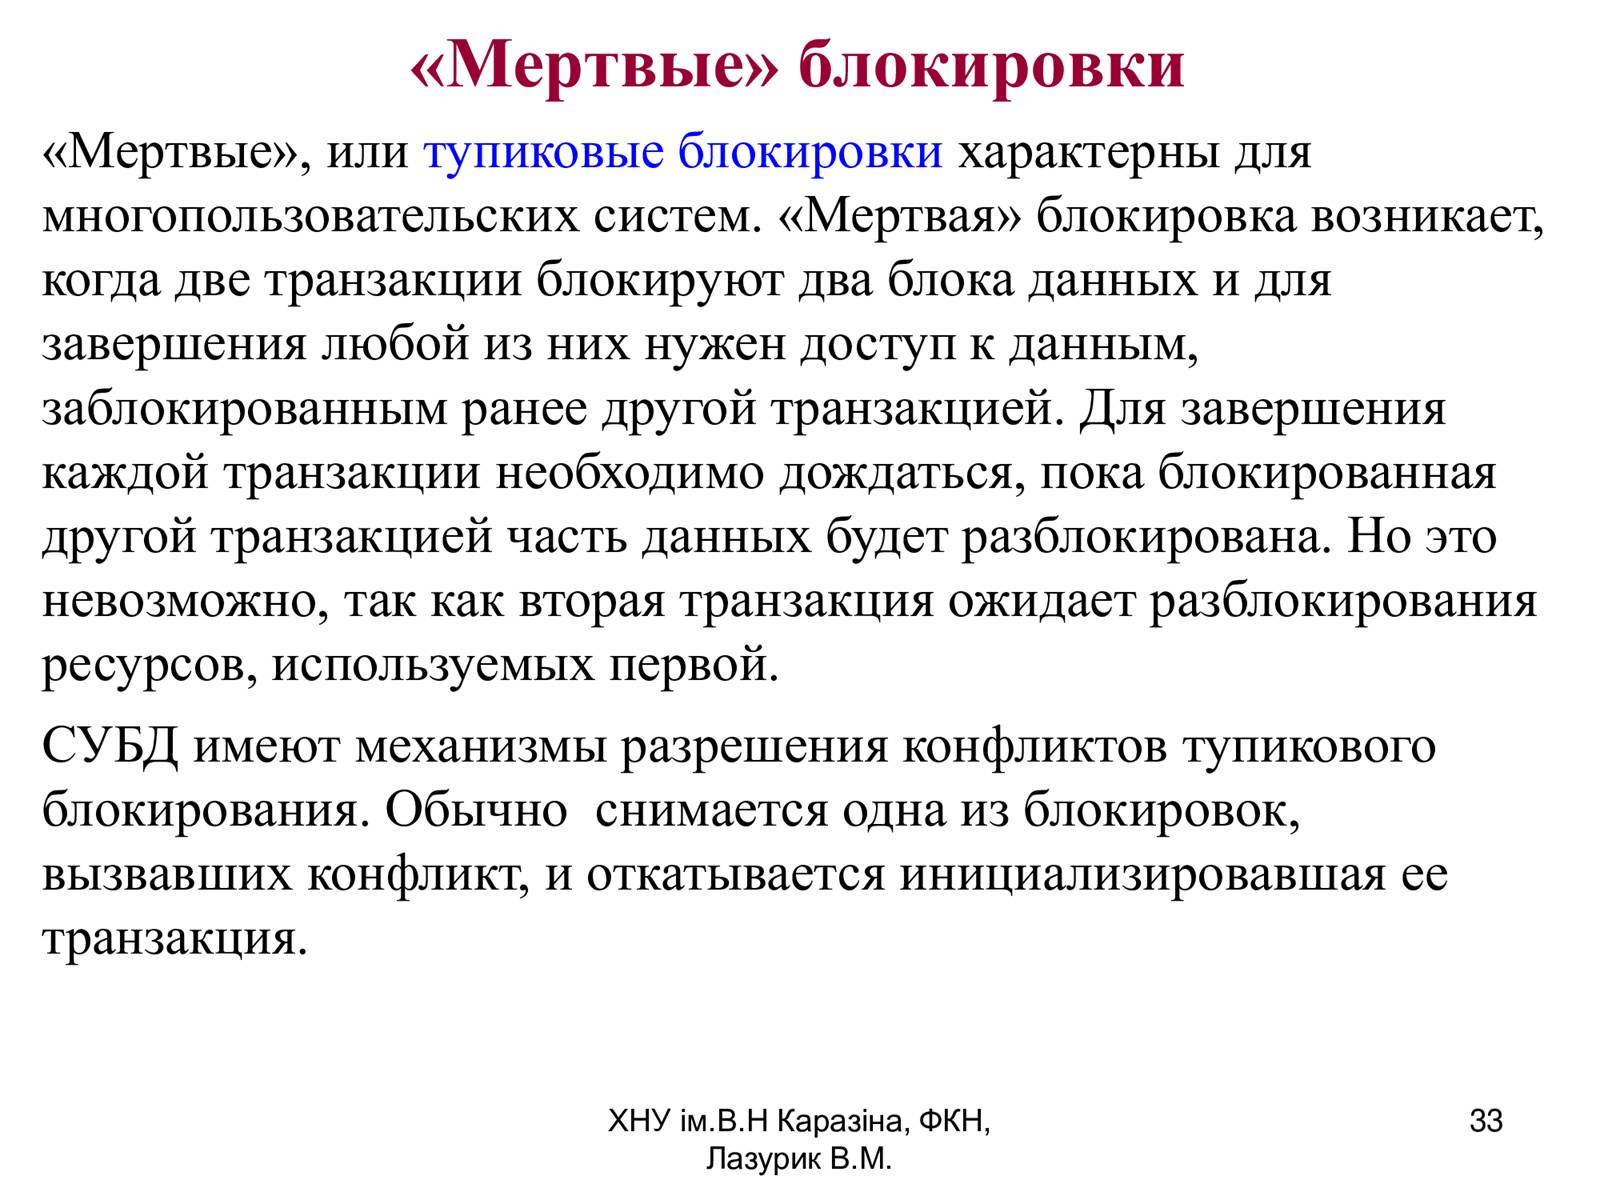 «Мертвые» блокировки
«Мертвые», или тупиковые блокировки характерны для
многопользовательских систем. «Мертвая» блокировка возникает,
когда две транзакции блокируют два блока данных и для
завершения любой из них нужен доступ к данным,
заблокированным ранее другой транзакцией. Для завершения
каждой транзакции необходимо дождаться, пока блокированная
другой транзакцией часть данных будет разблокирована. Но это
невозможно, так как вторая транзакция ожидает разблокирования
ресурсов, используемых первой.
СУБД имеют механизмы разрешения конфликтов тупикового
блокирования. Обычно  снимается одна из блокировок,
вызвавших конфликт, и откатывается инициализировавшая ее
транзакция.
ХНУ ім.В.Н Каразіна, ФКН,
Лазурик В.М.
33